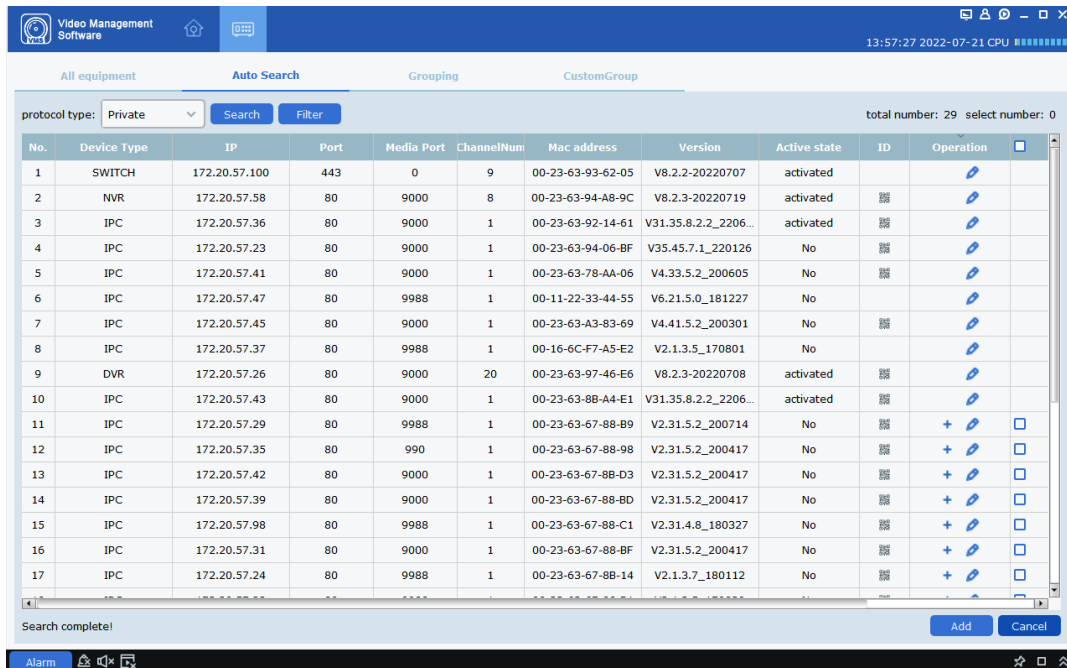 Video Management
Software
VMS
13:57:27 2022-07-21 CPU
All equipment Auto Search Grouping CustomGroup
protocol type: Private Search Filter total number: 29 select number: 0
No. Device Type IP Port Media Port ChannelNum Mac address Version Active state ID Operation
1 SWITCH 172.20.57.100 443 0 9 00-23-63-93-62-05 V8.2.2-20220707 activated
2 NVR 172.20.57.58 80 9000 8 00-23-63-94-A8-9C V8.2.3-20220719 activated
3 IPC 172.20.57.36 80 9000 1 00-23-63-92-14-61 V31.35.8.2.2_2206... activated
4 IPC 172.20.57.23 80 9000 1 00-23-63-94-06-BF V35.45.7.1_220126 No
5 IPC 172.20.57.41 80 9000 1 00-23-63-78-AA-06 V4.33.5.2_200605 No
6 IPC 172.20.57.47 80 9988 1 00-11-22-33-44-55 V6.21.5.0_181227 No
7 IPC 172.20.57.45 80 9000 1 00-23-63-A3-83-69 V4.41.5.2_200301 No
8 IPC 172.20.57.37 80 9988 1 00-16-6C-F7-A5-E2 V2.1.3.5_170801 No
9 DVR 172.20.57.26 80 9000 20 00-23-63-97-46-E6 V8.2.3-20220708 activated
10 IPC 172.20.57.43 80 9000 1 00-23-63-8B-A4-E1 V31.35.8.2.2_2206... activated
11 IPC 172.20.57.29 80 9988 1 00-23-63-67-88-B9 V2.31.5.2_200714 No
12 IPC 172.20.57.35 80 990 1 00-23-63-67-88-98 V2.31.5.2_200417 No
13 IPC 172.20.57.42 80 9000 1 00-23-63-67-8B-D3 V2.31.5.2_200417 No
14 IPC 172.20.57.39 80 9000 1 00-23-63-67-88-BD V2.31.5.2_200417 No
15 IPC 172.20.57.98 80 9988 1 00-23-63-67-88-C1 V2.31.4.8_180327 No
16 IPC 172.20.57.31 80 9000 1 00-23-63-67-88-BF V2.31.5.2_200417 No
17 IPC 172.20.57.24 80 9988 1 00-23-63-67-8B-14 V2.1.3.7_180112 No
Search complete! Add Cancel
Alarm